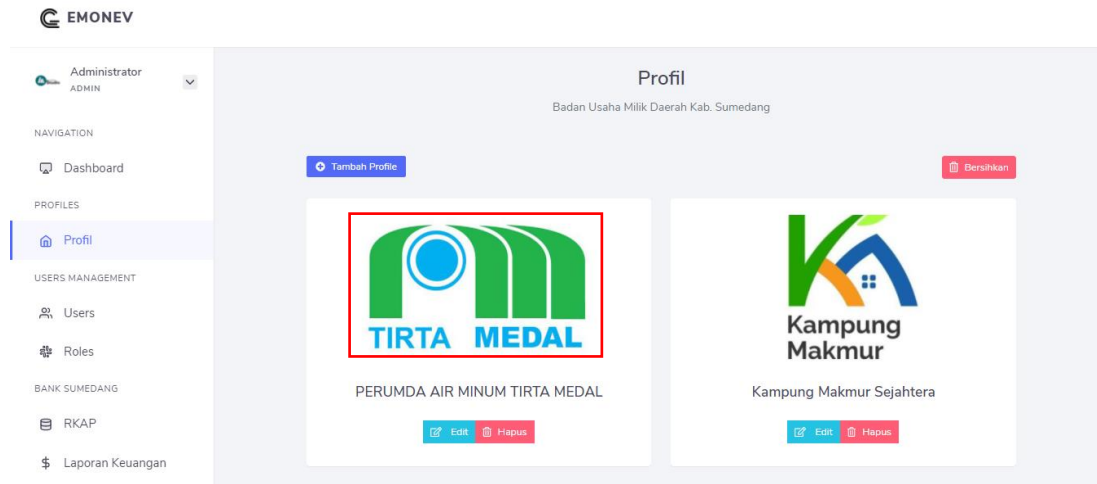 EMONEV
Administrator
ADMIN
NAVIGATION
Dashboard
PROFILES
Profil
USERS MANAGEMENT
Users
Roles
BANK SUMEDANG
RKAP
Laporan Keuangan
Profil
Badan Usaha Milik Daerah Kab. Sumedang
Tambah Profile
Bersihkan
TIRTA MEDAL
PERUMDA AIR MINUM TIRTA MEDAL
Edit Hapus
Kampung
Makmur
Kampung Makmur Sejahtera
Edit Hapus